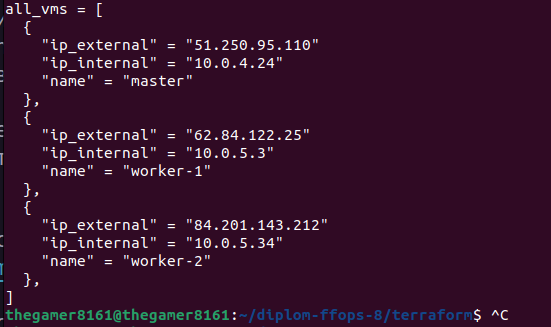 all_vms = [
  {
    "ip_external" = "51.250.95.110"
    "ip_internal" = "10.0.4.24"
    "name" = "master"
  },
  {
    "ip_external" = "62.84.122.25"
    "ip_internal" = "10.0.5.3"
    "name" = "worker-1"
  },
  {
    "ip_external" = "84.201.143.212"
    "ip_internal" = "10.0.5.34"
    "name" = "worker-2"
  },
]
thegamer8161@thegamer8161:~/diplom-ffops-8/terraform$ ^C